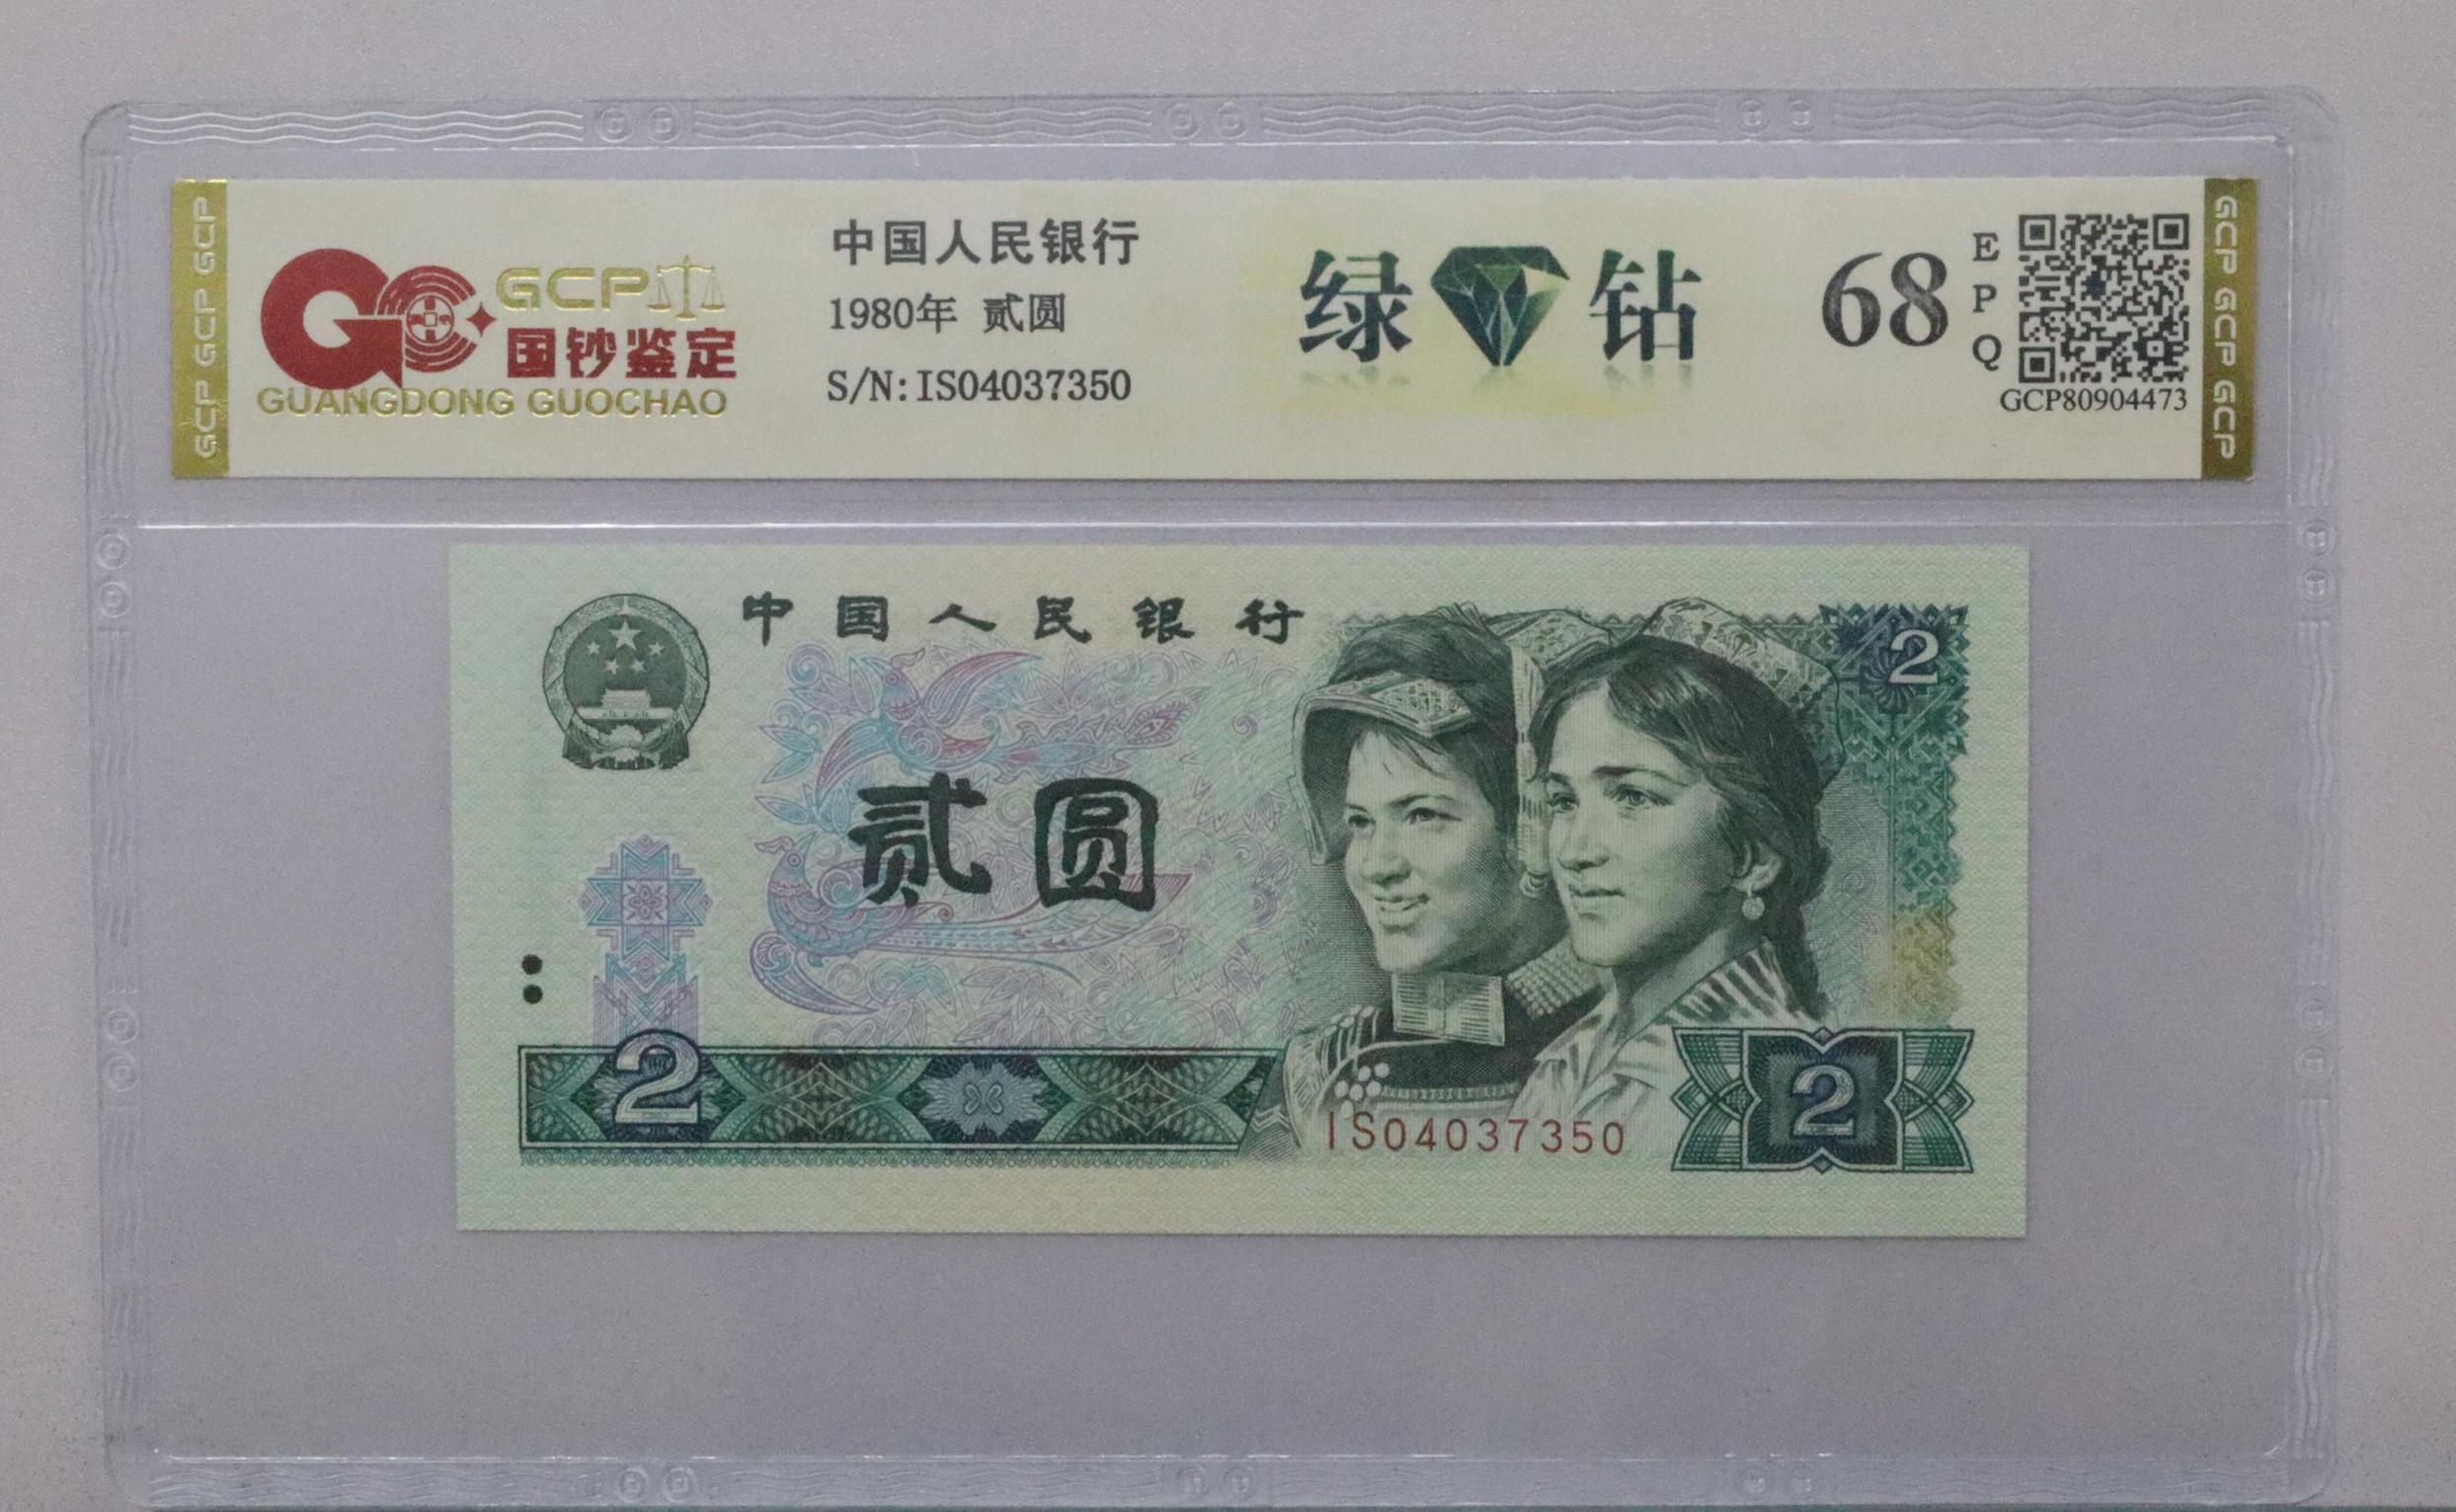 GCP GCP GCP
GCP
国钞鉴定
GUANGDONG GUOCHAO
中国人民银行
1980年 贰圆
S/N:IS04037350
绿 钻
68
EPQ
GCP80904473
GCP GCP GCP
中国人民银行
2
贰圆
2
IS04037350
2